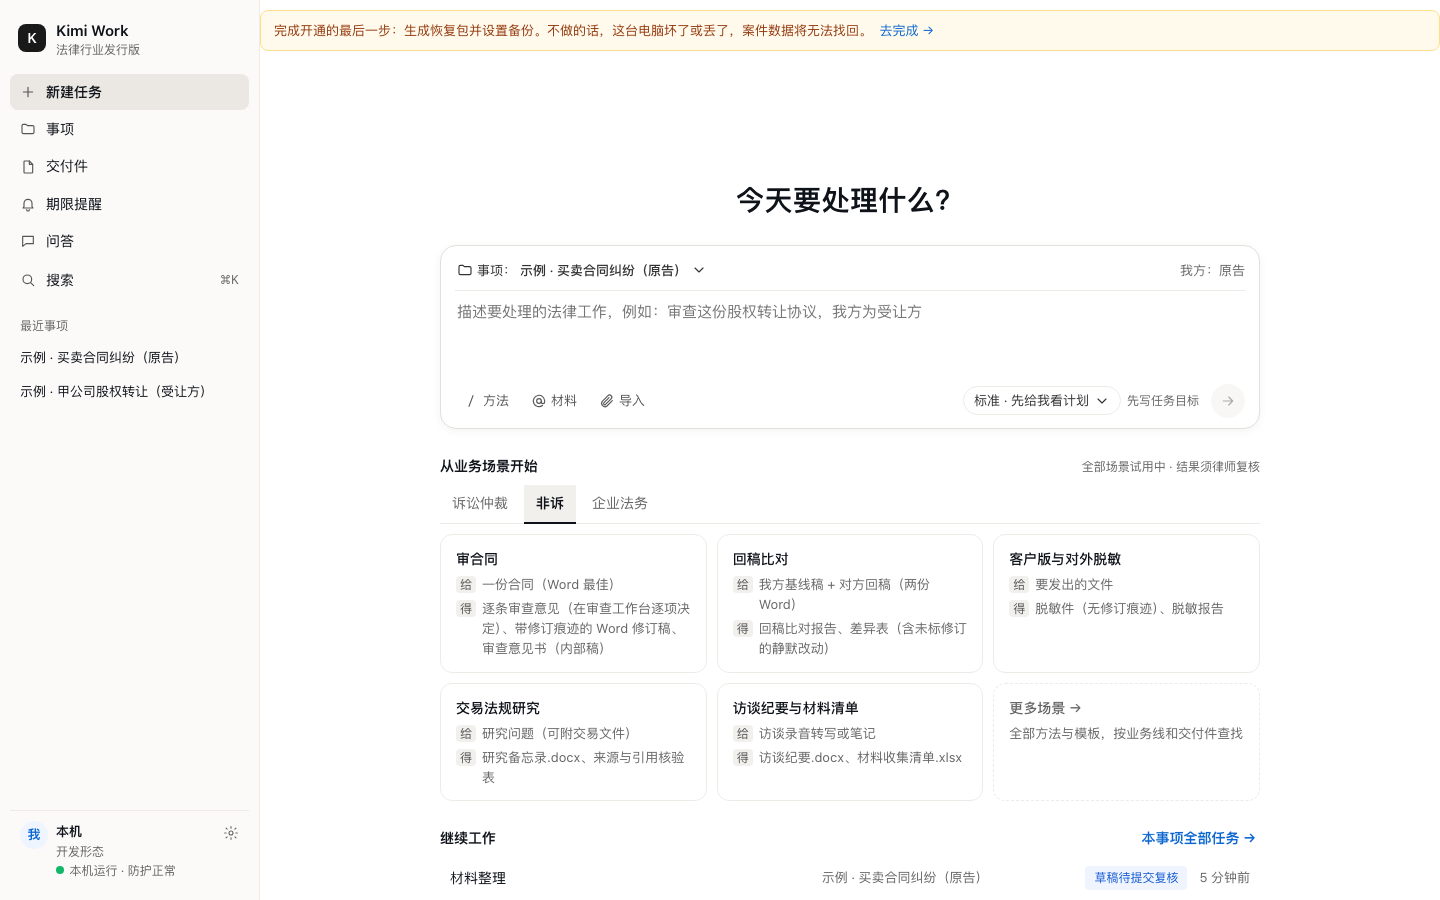 K
Kimi Work
法律行业发行版
新建任务
事项
交付件
期限提醒
问答
搜索 ⌘K
最近事项
示例 · 买卖合同纠纷（原告）
示例 · 甲公司股权转让（受让方）
我
本机
开发形态
本机运行 · 防护正常
完成开通的最后一步：生成恢复包并设置备份。不做的话，这台电脑坏了或丢了，案件数据将无法找回。 去完成 →
今天要处理什么?
事项： 示例 · 买卖合同纠纷（原告） 我方：原告
描述要处理的法律工作，例如：审查这份股权转让协议，我方为受让方
/ 方法 @ 材料 导入 标准 · 先给我看计划 先写任务目标 →
从业务场景开始 全部场景试用中 · 结果须律师复核
诉讼仲裁 非诉 企业法务
审合同
给 一份合同（Word 最佳）
得 逐条审查意见（在审查工作台逐项决
定）、带修订痕迹的 Word 修订稿、
审查意见书（内部稿）
回稿比对
给 我方基线稿 + 对方回稿（两份
Word）
得 回稿比对报告、差异表（含未标修订
的静默改动）
客户版与对外脱敏
给 要发出的文件
得 脱敏件（无修订痕迹）、脱敏报告
交易法规研究
给 研究问题（可附交易文件）
得 研究备忘录.docx、来源与引用核验
表
访谈纪要与材料清单
给 访谈录音转写或笔记
得 访谈纪要.docx、材料收集清单.xlsx
更多场景 →
全部方法与模板，按业务线和交付件查找
继续工作 本事项全部任务 →
材料整理 示例 · 买卖合同纠纷（原告） 草稿待提交复核 5 分钟前